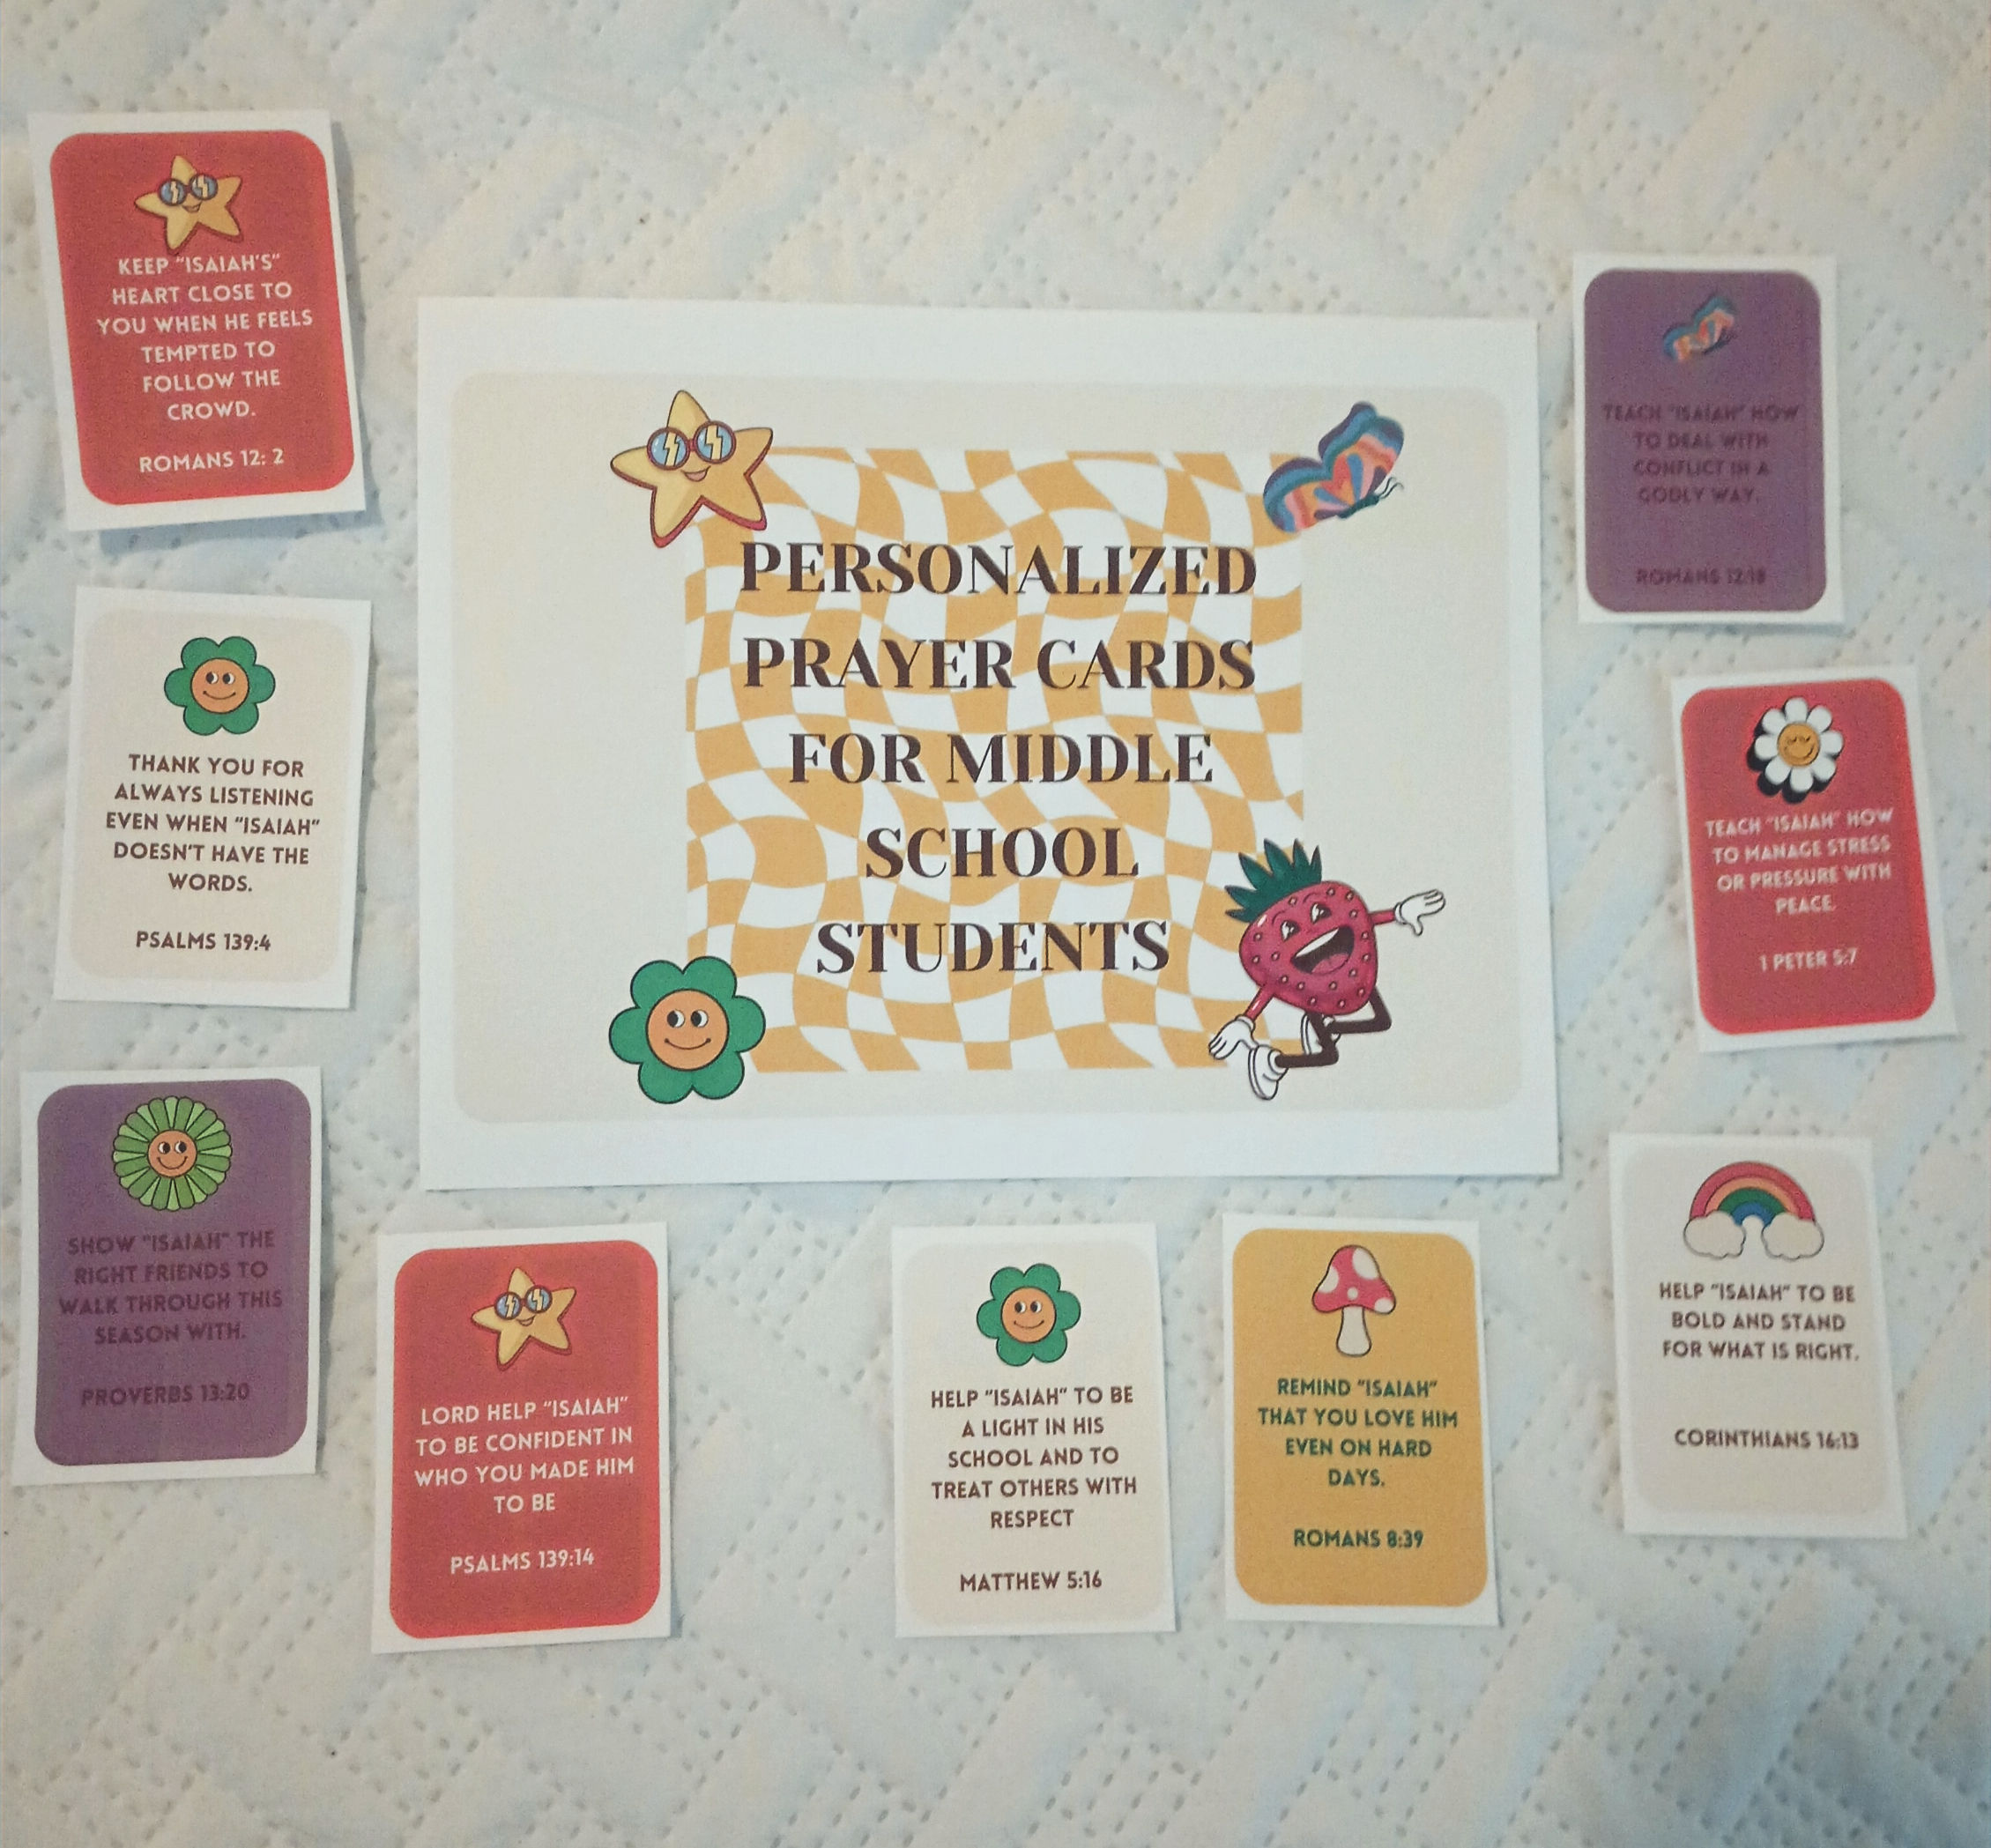 KEEP "ISAIAH'S"
HEART CLOSE TO
YOU WHEN HE FEELS
TEMPTED TO
FOLLOW THE
CROWD.
ROMANS 12: 2
THANK YOU FOR
ALWAYS LISTENING
EVEN WHEN "ISAIAH"
DOESN'T HAVE THE
WORDS.
PSALMS 139:4
SHOW "ISAIAH" THE
RIGHT FRIENDS TO
WALK THROUGH THIS
SEASON WITH.
PROVERBS 13:20
PERSONALIZED
PRAYER CARDS
FOR MIDDLE
SCHOOL
STUDENTS
LORD HELP "ISAIAH"
TO BE CONFIDENT IN
WHO YOU MADE HIM
TO BE
PSALMS 139:14
HELP "ISAIAH" TO BE
A LIGHT IN HIS
SCHOOL AND TO
TREAT OTHERS WITH
RESPECT
MATTHEW 5:16
REMIND "ISAIAH"
THAT YOU LOVE HIM
EVEN ON HARD
DAYS.
ROMANS 8:39
TEACH "ISAIAH" HOW
TO DEAL WITH
CONFLICT IN A
GODLY WAY.
ROMANS 12:18
TEACH "ISAIAH" HOW
TO MANAGE STRESS
OR PRESSURE WITH
PEACE.
1 PETER 5:7
HELP "ISAIAH" TO BE
BOLD AND STAND
FOR WHAT IS RIGHT.
CORINTHIANS 16:13